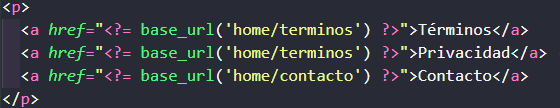 <p>
<a href="<?= base_url('home/terminos') ?>">Términos</a>
<a href="<?= base_url('home/terminos') ?>">Privacidad</a>
<a href="<?= base_url('home/contacto') ?>">Contacto</a>
</p>